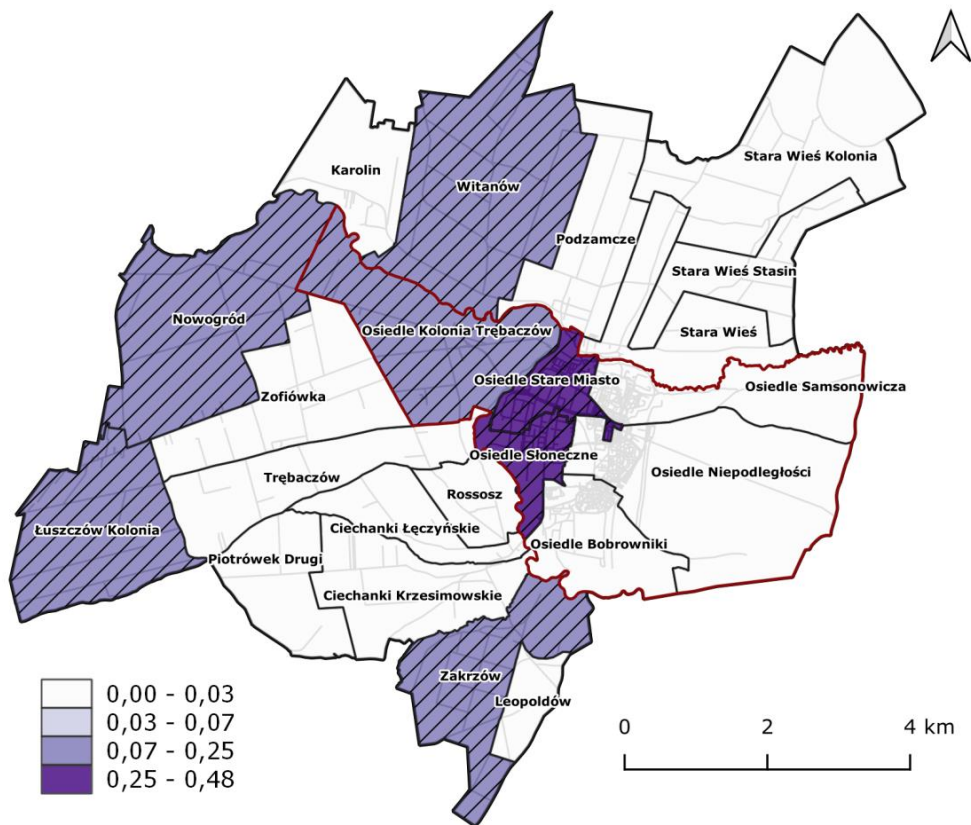 Stara Wieś Kolonia
Karolin
Witanów
Podzamcze
Stara Wieś Stasin
Nowogród
Osiedle Kolonia Trębaczów
Stara Wieś
Osiedle Stare Miasto
Osiedle Samsonowicza
Zofiówka
Osiedle Słoneczne
Osiedle Niepodległości
Trębaczów
Rossosz
Łuszczów Kolonia
Ciechanki Łęczyńskie
Osiedle Bobrowniki
Piotrówek Drugi
Ciechanki Krzesimowskie
Zakrzów
Leopoldów
0,00 - 0,03
0,03 - 0,07
0,07 - 0,25
0,25 - 0,48
0 2 4 km